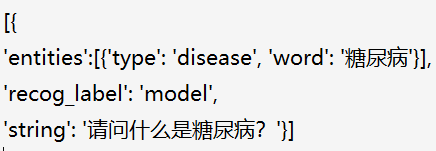 [{
'entities':[{'type': 'disease', 'word': '糖尿病'}],
'recog_label': 'model',
'string': '请问什么是糖尿病？'}]